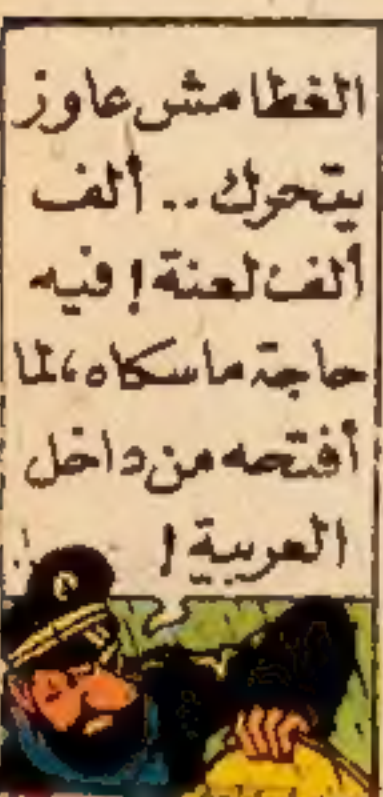 الغطا مش عاوز
يتحرك .. ألف
ألف لعنة! فيه
حاجة ماسكاه، لما
أفتحه من داخل
العربية!